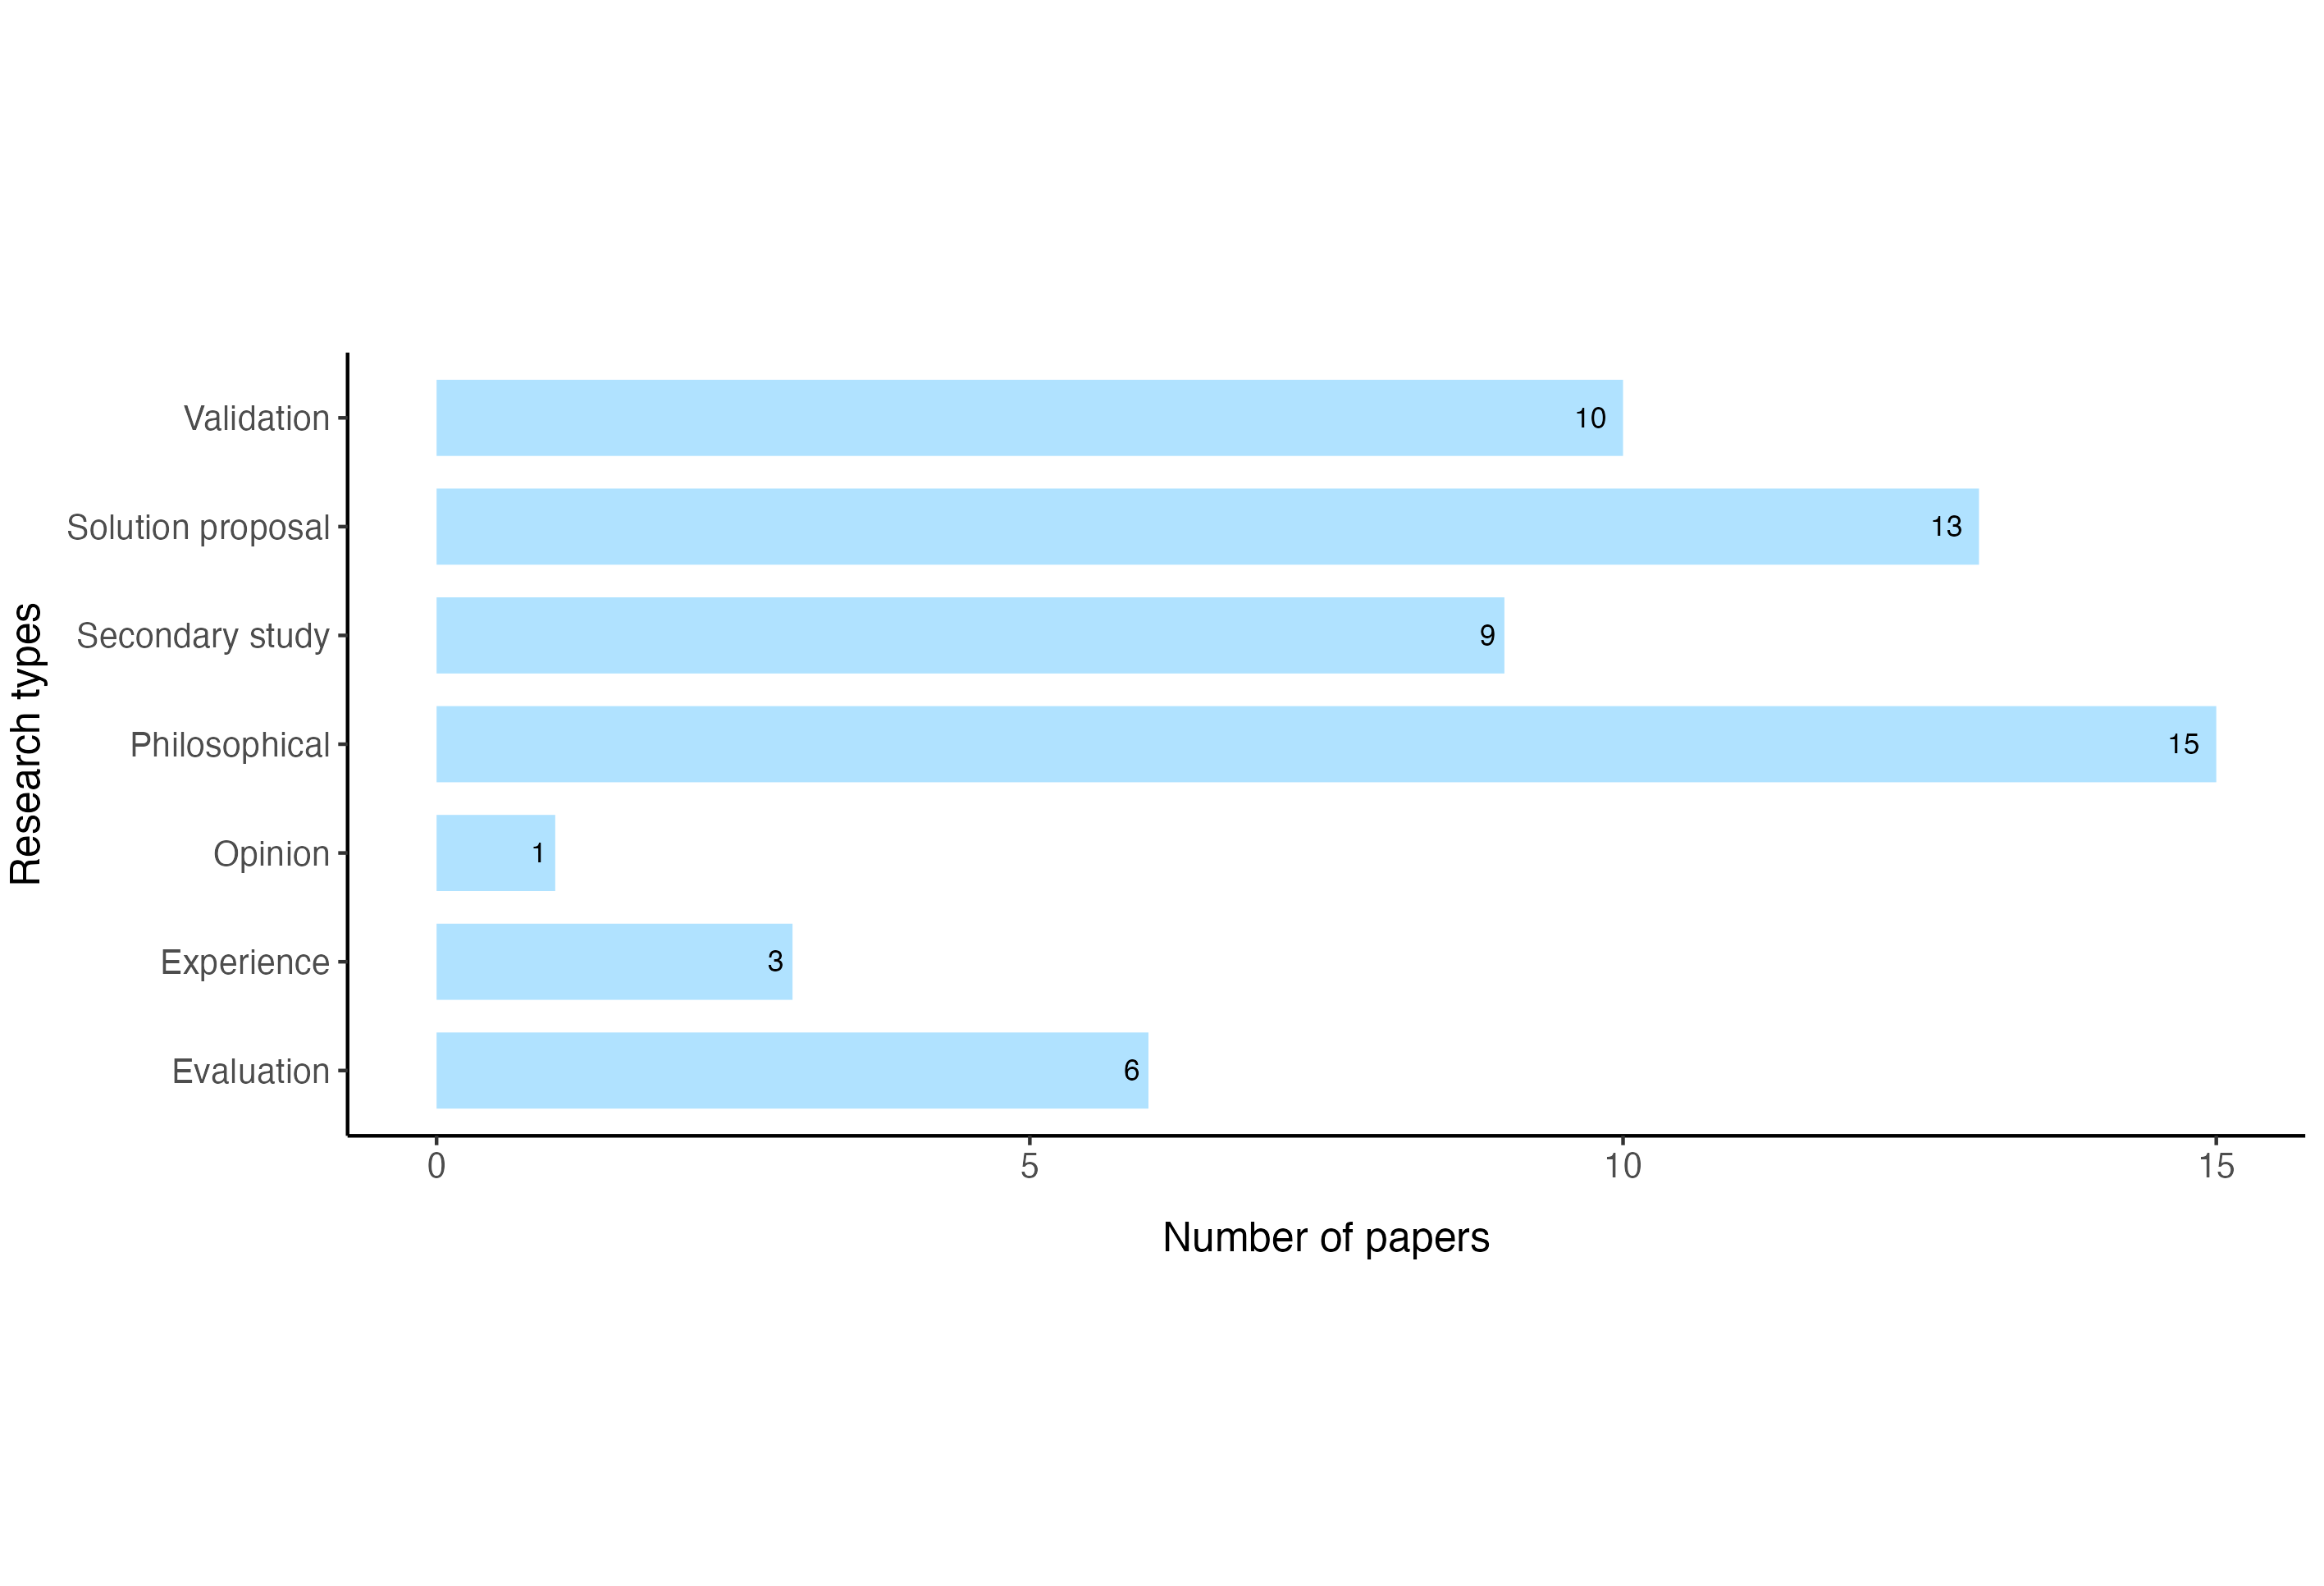 Validation
10
Solution proposal
13
Secondary study
9
Philosophical
15
Opinion
1
Experience
3
Evaluation
6
Research types
0 5 10 15
Number of papers